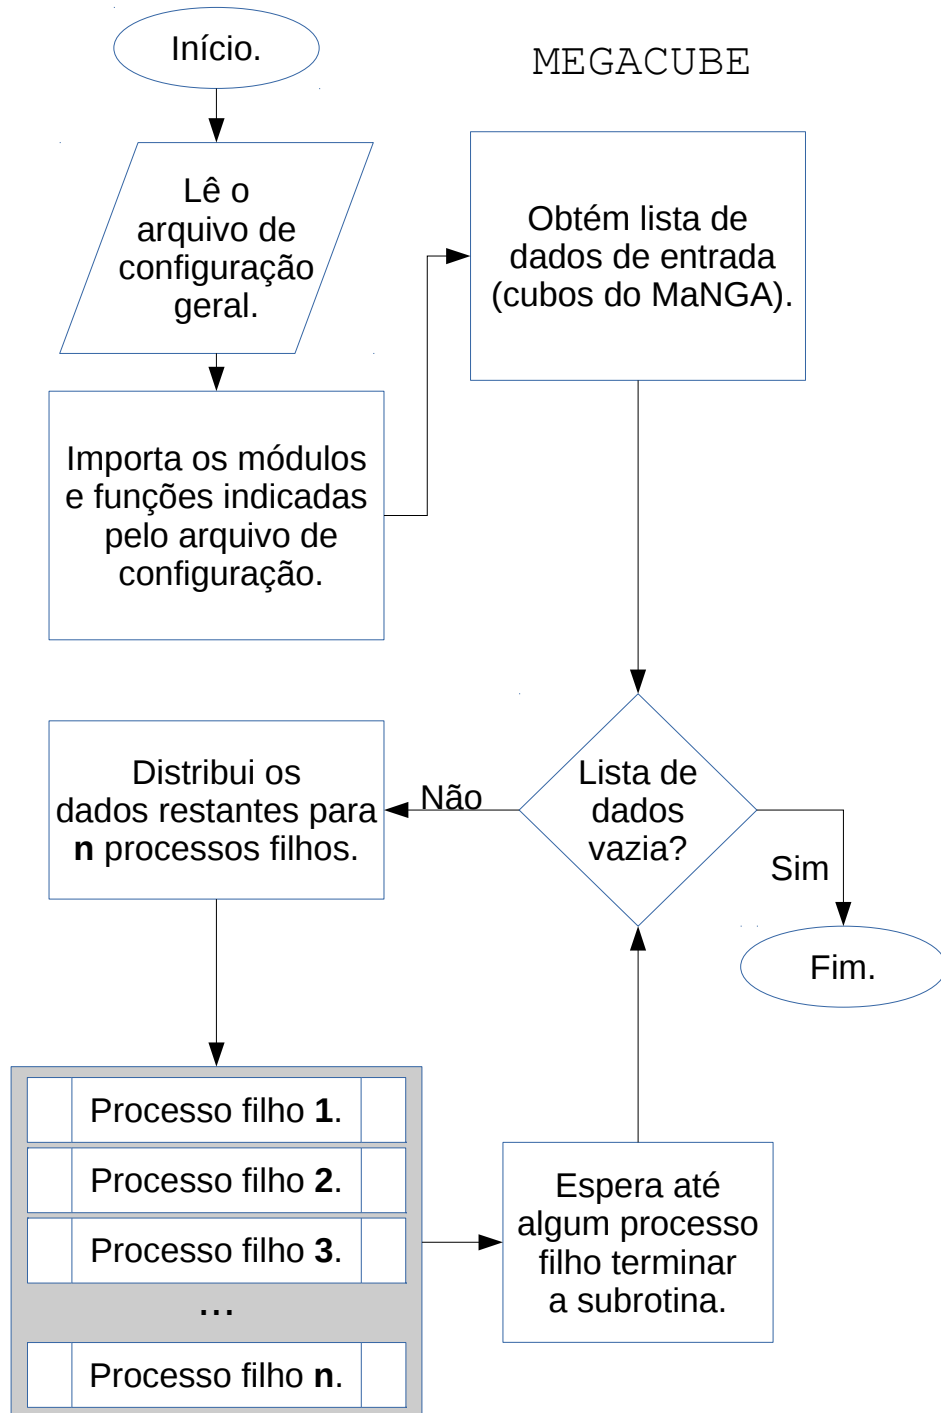 Início.
MEGACUBE
Lê o
arquivo de
configuração
geral.
Obtém lista de
dados de entrada
(cubos do MaNGA).
Importa os módulos
e funções indicadas
pelo arquivo de
configuração.
Distribui os
dados restantes para
n processos filhos.
Não
Lista de
dados
vazia?
Sim
Fim.
Processo filho 1.
Processo filho 2.
Processo filho 3.
...
Processo filho n.
Espera até
algum processo
filho terminar
a subrotina.